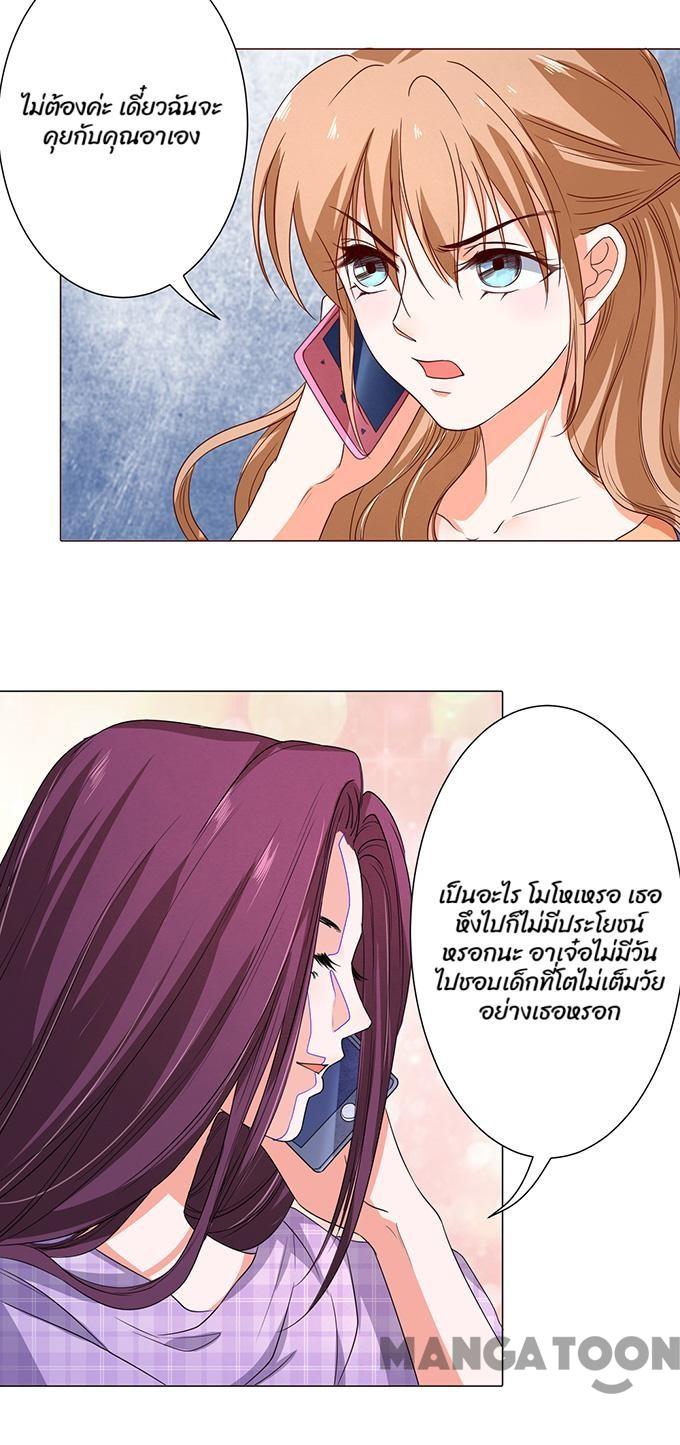 ไม่ต้องค่ะ เดี๋ยวฉันจะ
คุยกับคุณอาเอง
เป็นอะไร โมโหเหรอ เธอ
หึงไปก็ไม่มีประโยชน์
หรอกนะ อาเจ๋อไม่มีวัน
ไปชอบเด็กที่โตไม่เต็มวัย
อย่างเธอหรอก
MANGATOON